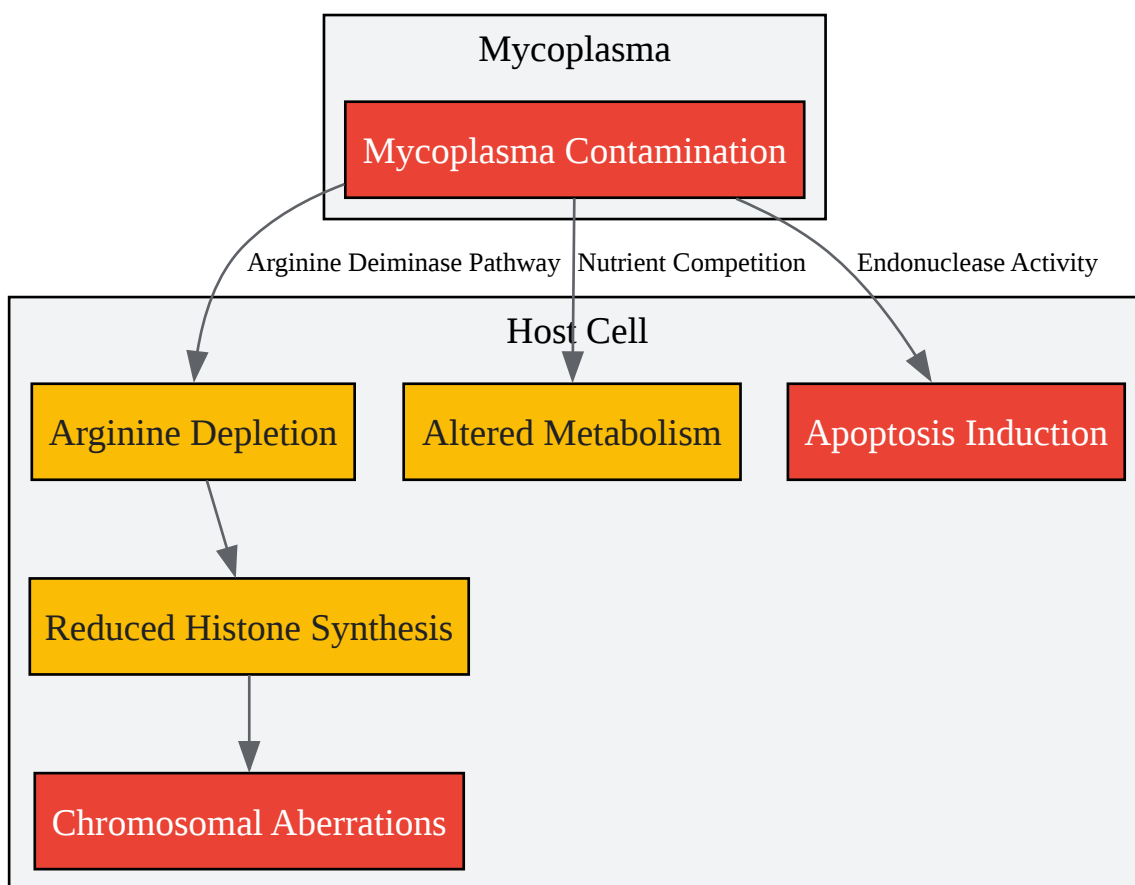 Mycoplasma
Mycoplasma Contamination
Arginine Deiminase Pathway
Nutrient Competition
Endonuclease Activity
Host Cell
Arginine Depletion
Altered Metabolism
Apoptosis Induction
Reduced Histone Synthesis
Chromosomal Aberrations